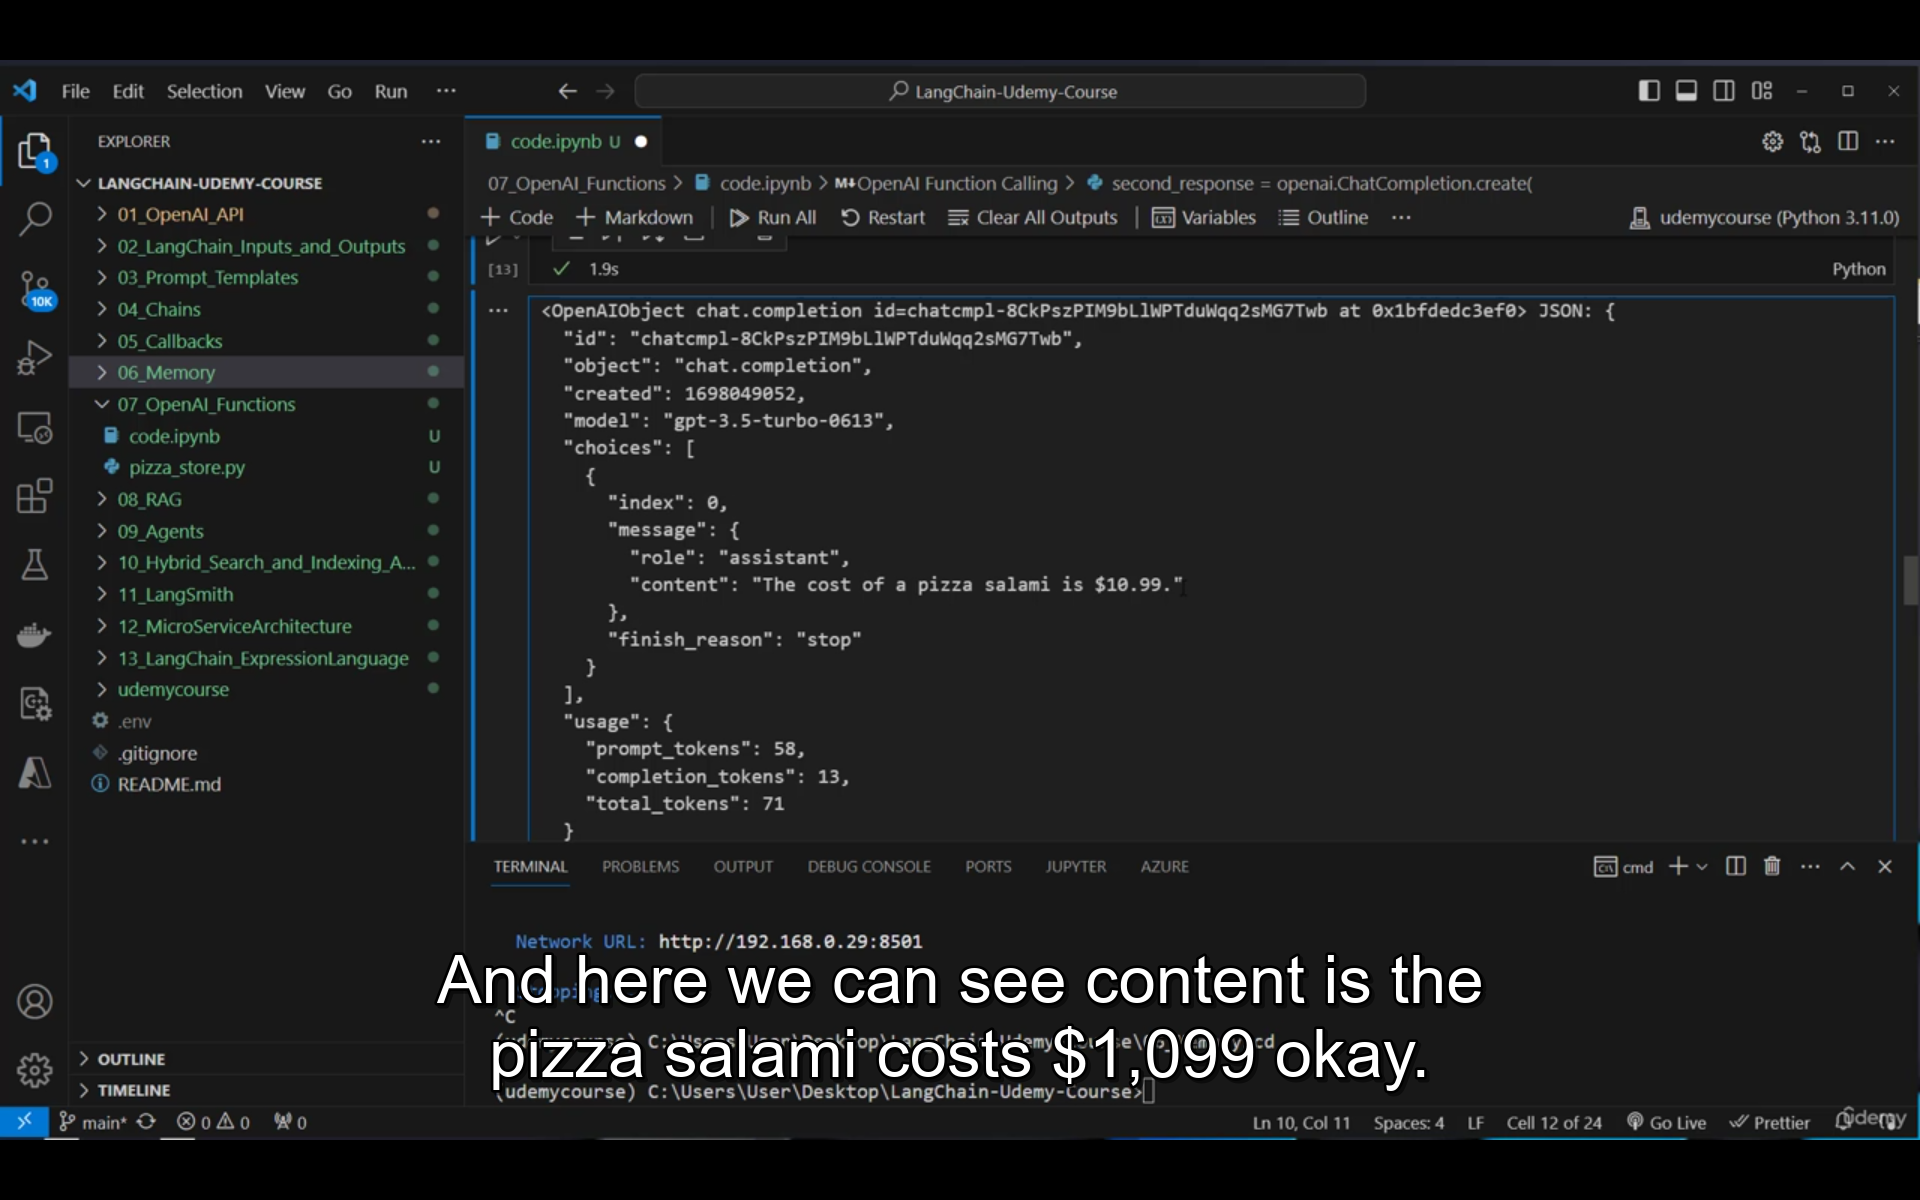 File Edit Selection View Go Run ···
LangChain-Udemy-Course
EXPLORER
LANGCHAIN-UDEMY-COURSE
01_OpenAI_API
02_LangChain_Inputs_and_Outputs
03_Prompt_Templates
04_Chains
05_Callbacks
06_Memory
07_OpenAI_Functions
code.ipynb U
pizza_store.py U
08_RAG
09_Agents
10_Hybrid_Search_and_Indexing_A...
11_LangSmith
12_MicroServiceArchitecture
13_LangChain_ExpressionLanguage
udemycourse
.env
.gitignore
README.md
OUTLINE
TIMELINE
1
10K
code.ipynb U
07_OpenAI_Functions > code.ipynb > M↓OpenAI Function Calling > second_response = openai.ChatCompletion.create(
+ Code + Markdown Run All Restart Clear All Outputs Variables Outline ··· udemycourse (Python 3.11.0)
[13] ✓ 1.9s Python
<OpenAIObject chat.completion id=chatcmpl-8CkPszPIM9bLlWPTduWqq2sMG7Twb at 0x1bfdedc3ef0> JSON: {
"id": "chatcmpl-8CkPszPIM9bLlWPTduWqq2sMG7Twb",
"object": "chat.completion",
"created": 1698049052,
"model": "gpt-3.5-turbo-0613",
"choices": [
{
"index": 0,
"message": {
"role": "assistant",
"content": "The cost of a pizza salami is $10.99."
},
"finish_reason": "stop"
}
],
"usage": {
"prompt_tokens": 58,
"completion_tokens": 13,
"total_tokens": 71
}
TERMINAL PROBLEMS OUTPUT DEBUG CONSOLE PORTS JUPYTER AZURE cmd
Network URL: http://192.168.0.29:8501
^C
And here we can see content is the
pizza salami costs $1,099 okay.
(udemycourse) C:\Users\User\Desktop\LangChain-Udemy-Course>
main* 0 0 0 Ln 10, Col 11 Spaces: 4 LF Cell 12 of 24 Go Live Prettier
udemy